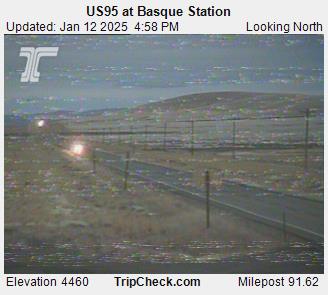 US95 at Basque Station
Updated: Jan 12 2025 4:58 PM Looking North
Elevation 4460 TripCheck.com Milepost 91.62